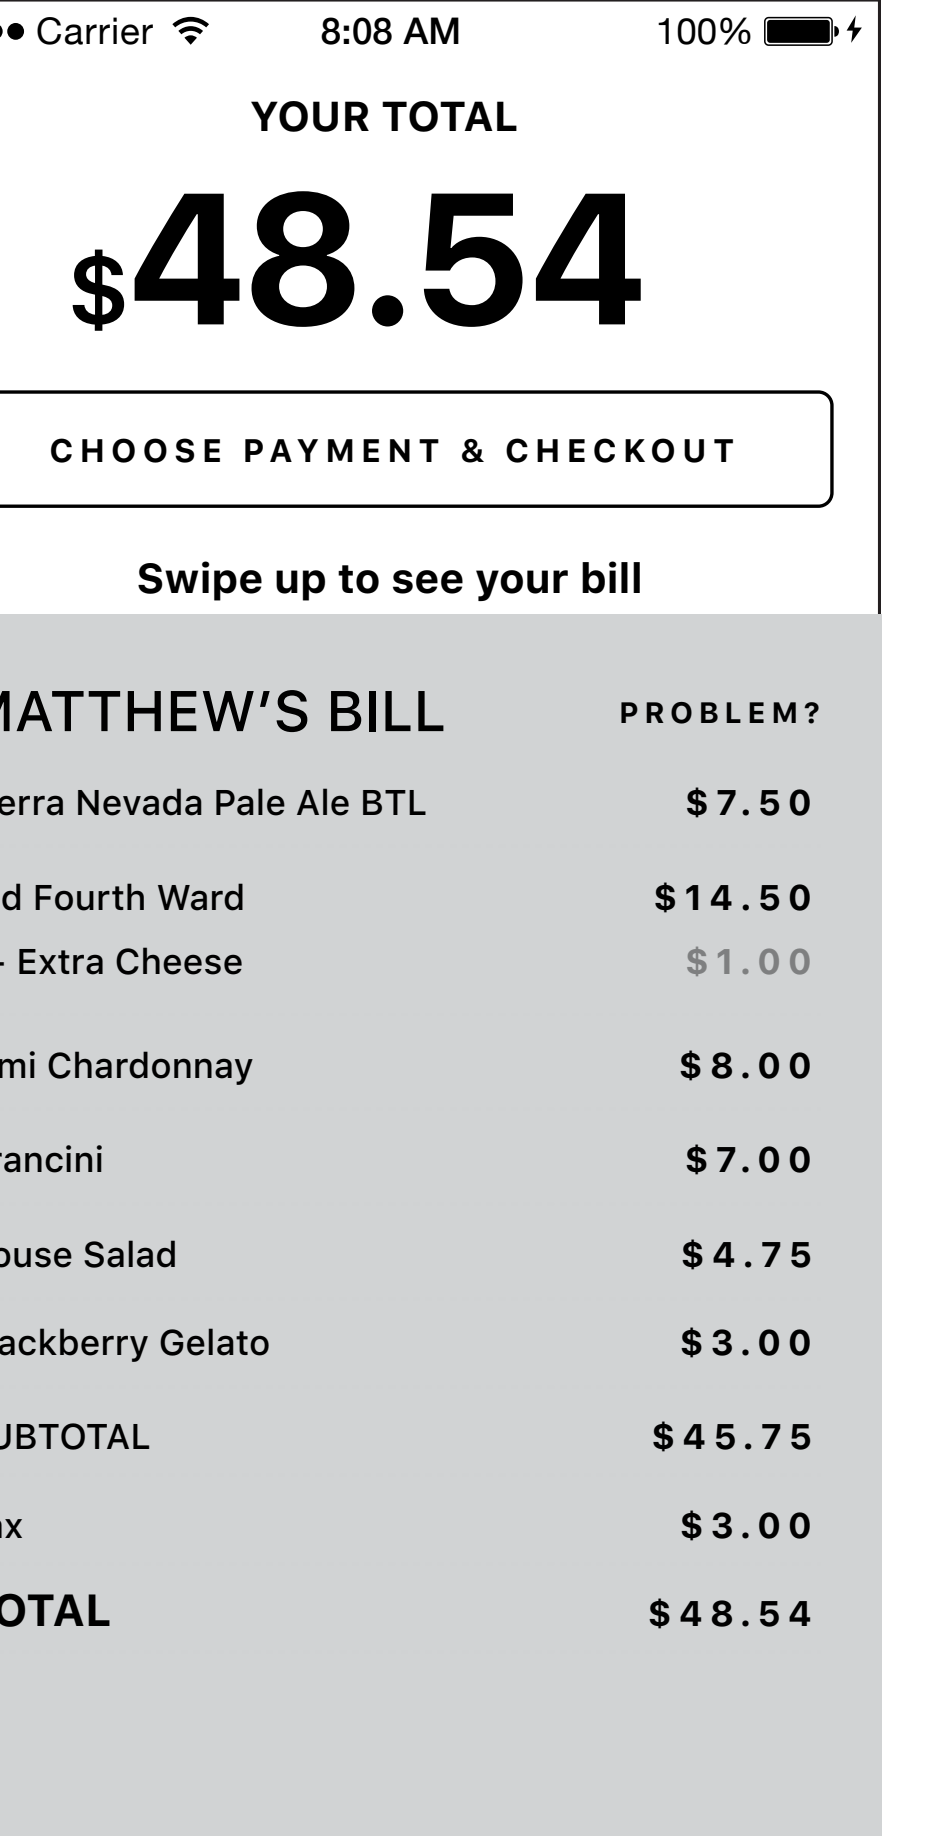 Carrier 8:08 AM 100%
YOUR TOTAL
$48.54
CHOOSE PAYMENT & CHECKOUT
Swipe up to see your bill
MATTHEW’S BILL PROBLEM?
erra Nevada Pale Ale BTL $7.50
d Fourth Ward $14.50
- Extra Cheese $1.00
mi Chardonnay $8.00
rancini $7.00
ouse Salad $4.75
ackberry Gelato $3.00
UBTOTAL $45.75
ax $3.00
OTAL $48.54